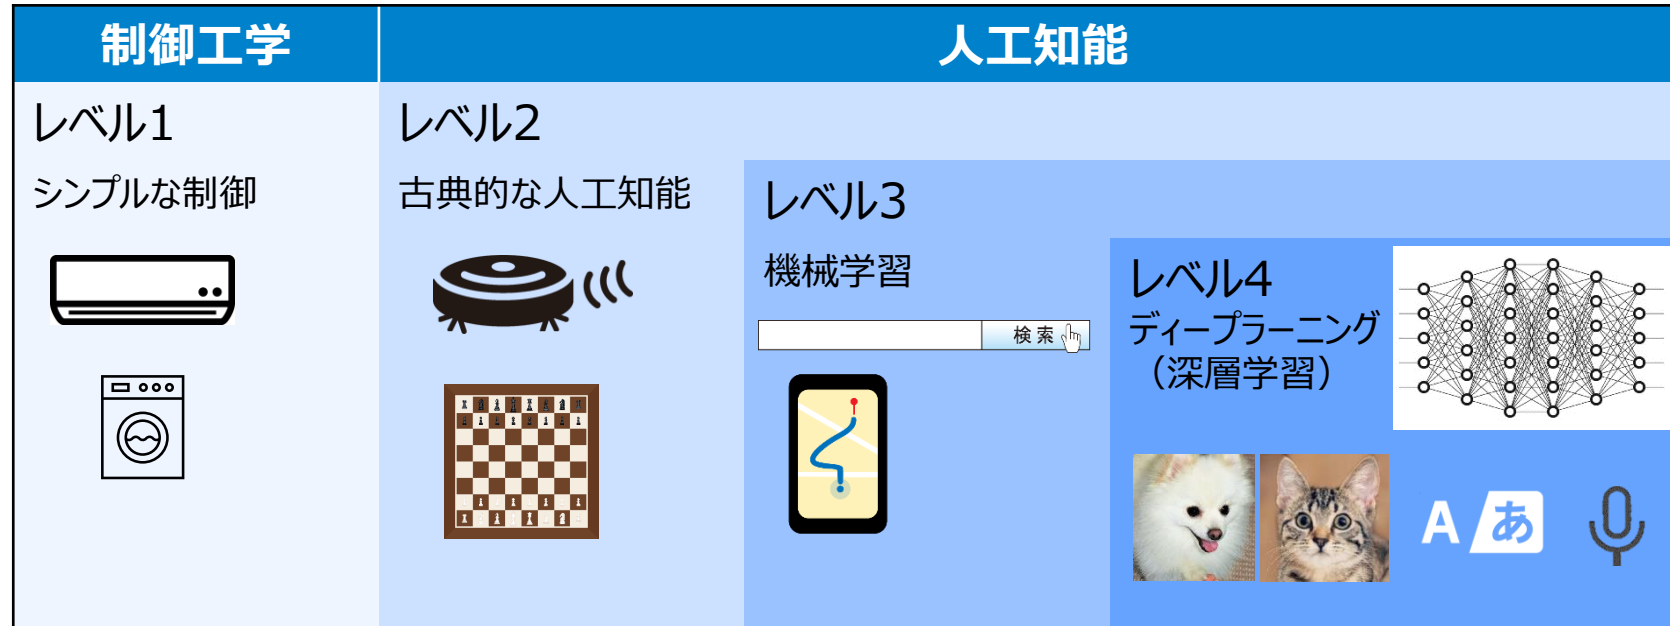 制御工学
人工知能
レベル1
シンプルな制御
レベル2
古典的な人工知能
レベル3
機械学習
検索
レベル4
ディープラーニング
（深層学習）
A あ